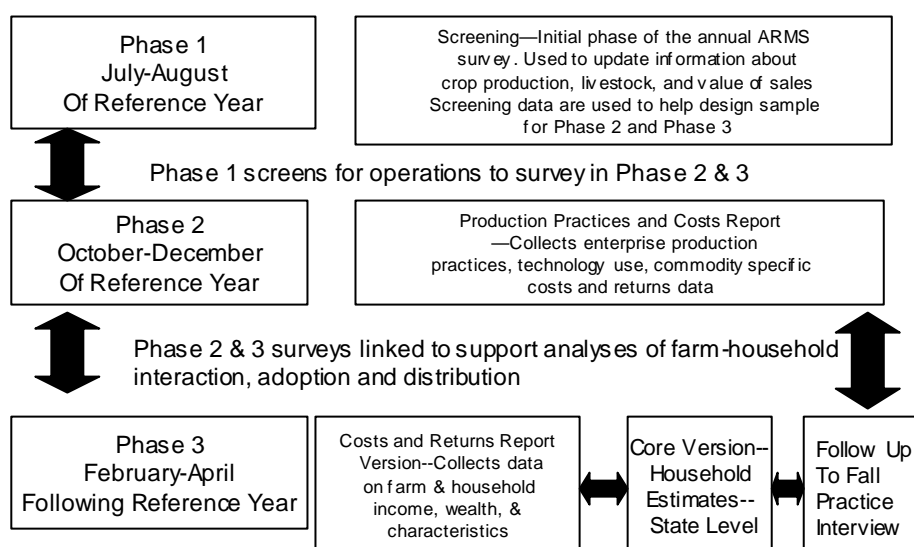 Phase 1
July-August
Of Reference Year
Screening—Initial phase of the annual ARMS
survey. Used to update information about
crop production, livestock, and value of sales
Screening data are used to help design sample
for Phase 2 and Phase 3
Phase 1 screens for operations to survey in Phase 2 & 3
Phase 2
October-December
Of Reference Year
Production Practices and Costs Report
—Collects enterprise production
practices, technology use, commodity specific
costs and returns data
Phase 2 & 3 surveys linked to support analyses of farm-household
interaction, adoption and distribution
Phase 3
February-April
Following Reference Year
Costs and Returns Report
Version--Collects data
on farm & household
income, wealth, &
characteristics
Core Version--
Household
Estimates--
State Level
Follow Up
To Fall
Practice
Interview